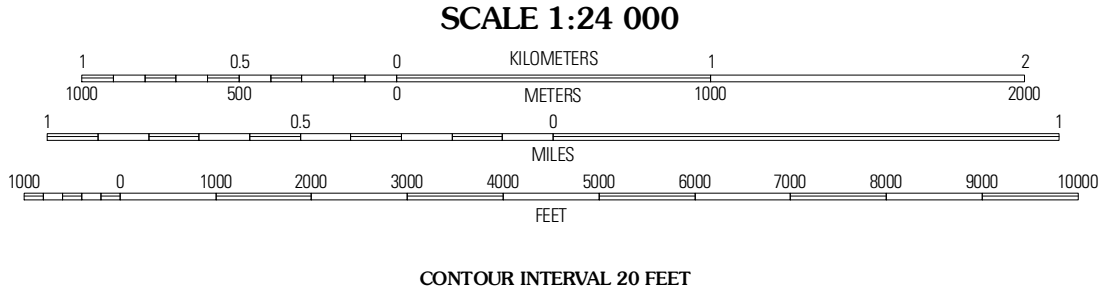 SCALE 1:24 000
1 0.5 0 KILOMETERS 1 2
1000 500 0 METERS 1000 2000
1 0.5 0 1
MILES
1000 0 1000 2000 3000 4000 5000 6000 7000 8000 9000 10000
FEET
CONTOUR INTERVAL 20 FEET